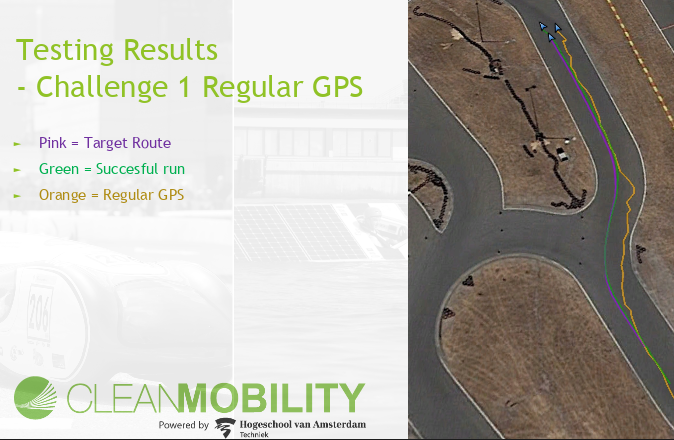 Testing Results
- Challenge 1 Regular GPS
► Pink = Target Route
► Green = Succesful run
► Orange = Regular GPS
206
CLEANMOBILITY
Powered by Hogeschool van Amsterdam
Techniek